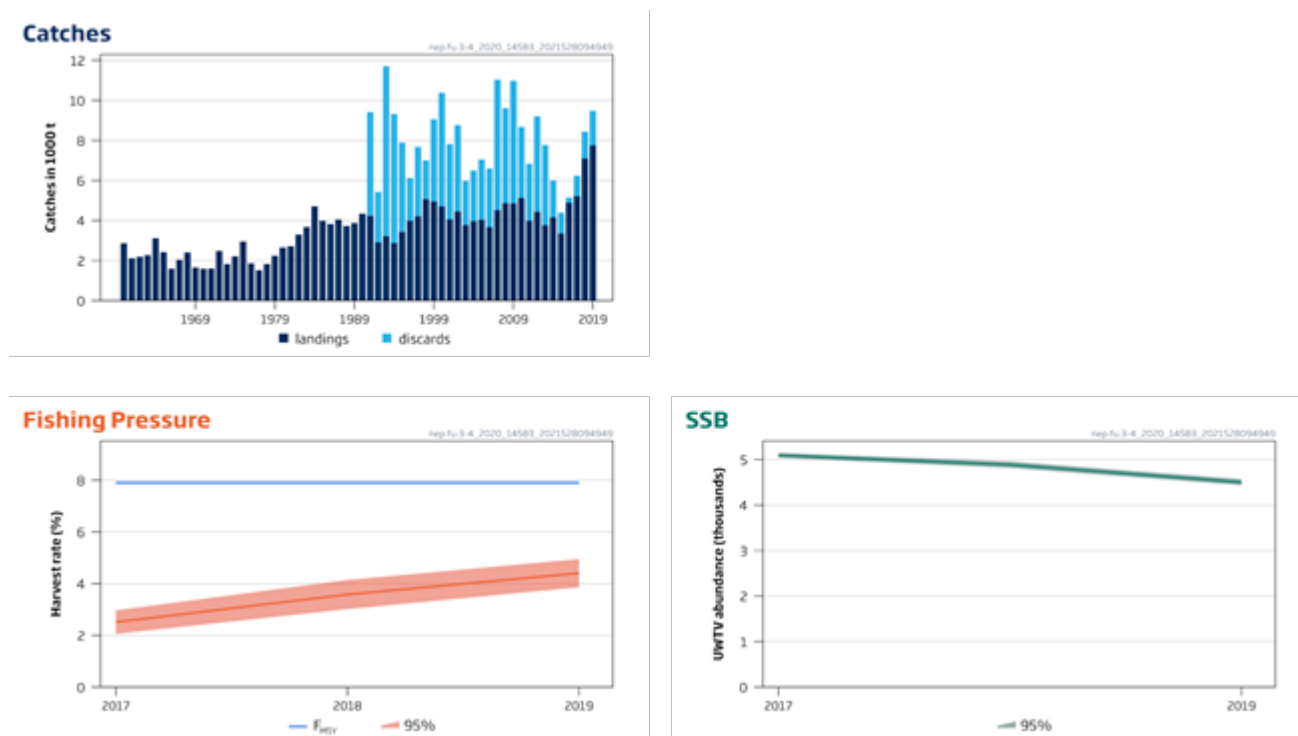 Catches
nep.fu.3-4_2020_14583_2021528094949
Catches in 1000 t
12
10
8
6
4
2
0
1969 1979 1989 1999 2009 2019
landings discards
Fishing Pressure
nep.fu.3-4_2020_14583_2021528094949
Harvest rate (%)
8
6
4
2
0
2017 2018 2019
FMSY 95%
SSB
nep.fu.3-4_2020_14583_2021528094949
UWTV abundance (thousands)
5
4
3
2
1
0
2017 2019
95%